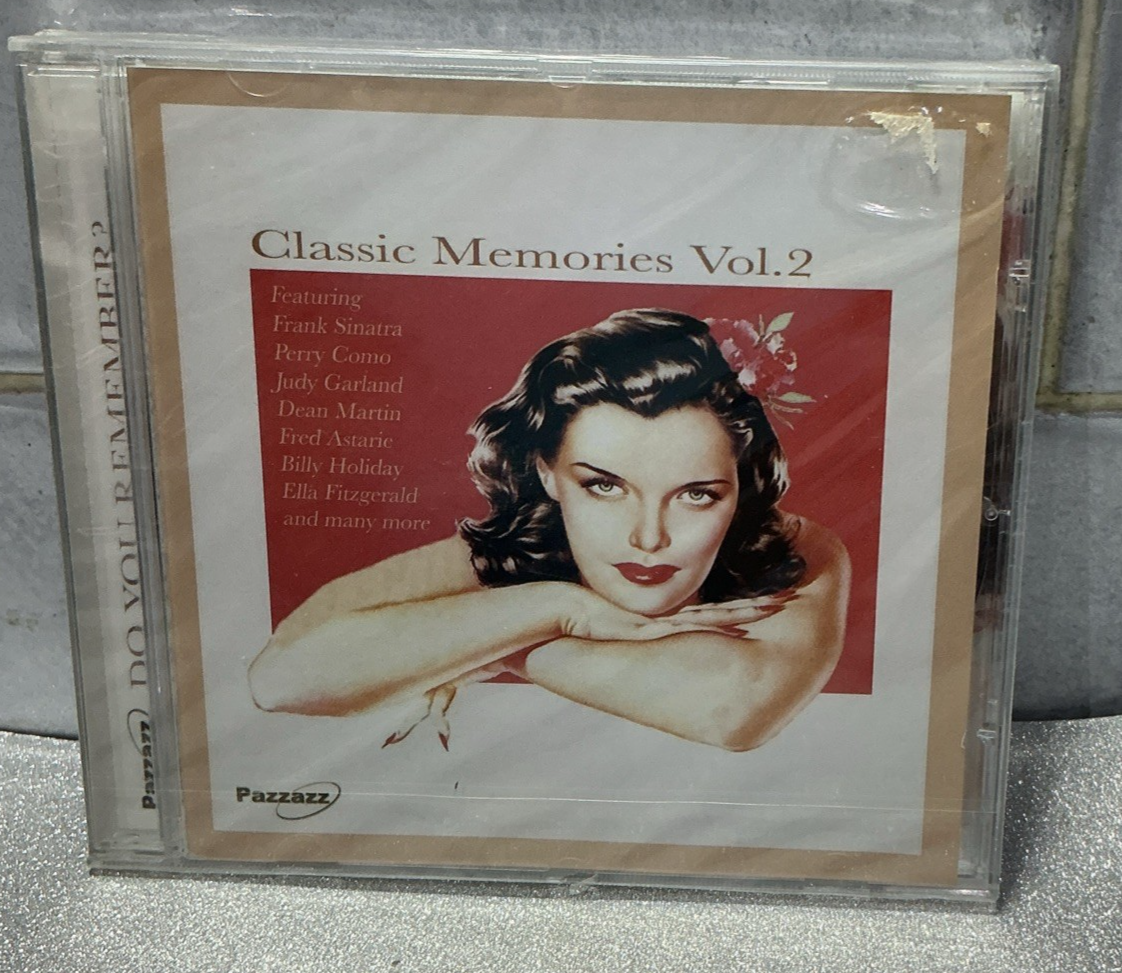 Classic Memories Vol.2
Featuring
Frank Sinatra
Perry Como
Judy Garland
Dean Martin
Fred Astarie
Billy Holiday
Ella Fitzgerald
and many more
Pazzazz
Pazzazz DO YOU REMEMBER?